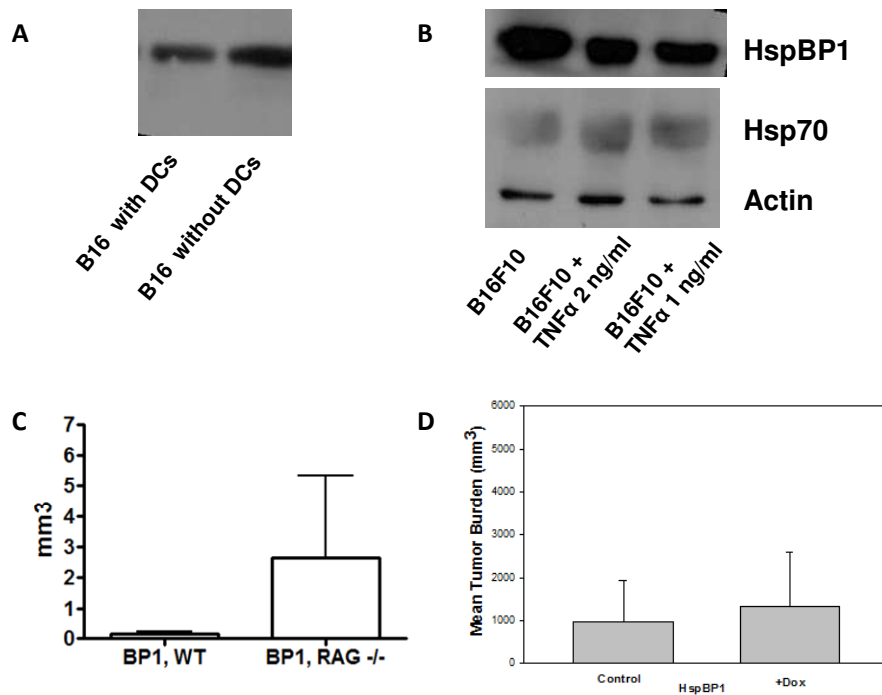 A
B16 with DCs
B16 without DCs
B
HspBP1
Hsp70
Actin
B16F10
B16F10 +
TNFα 2 ng/ml
B16F10 +
TNFα 1 ng/ml
C
mm3
7
6
5
4
3
2
1
0
BP1, WT
BP1, RAG -/-
D
Mean Tumor Burden (mm³)
6000
5000
4000
3000
2000
1000
0
Control
HspBP1
+Dox